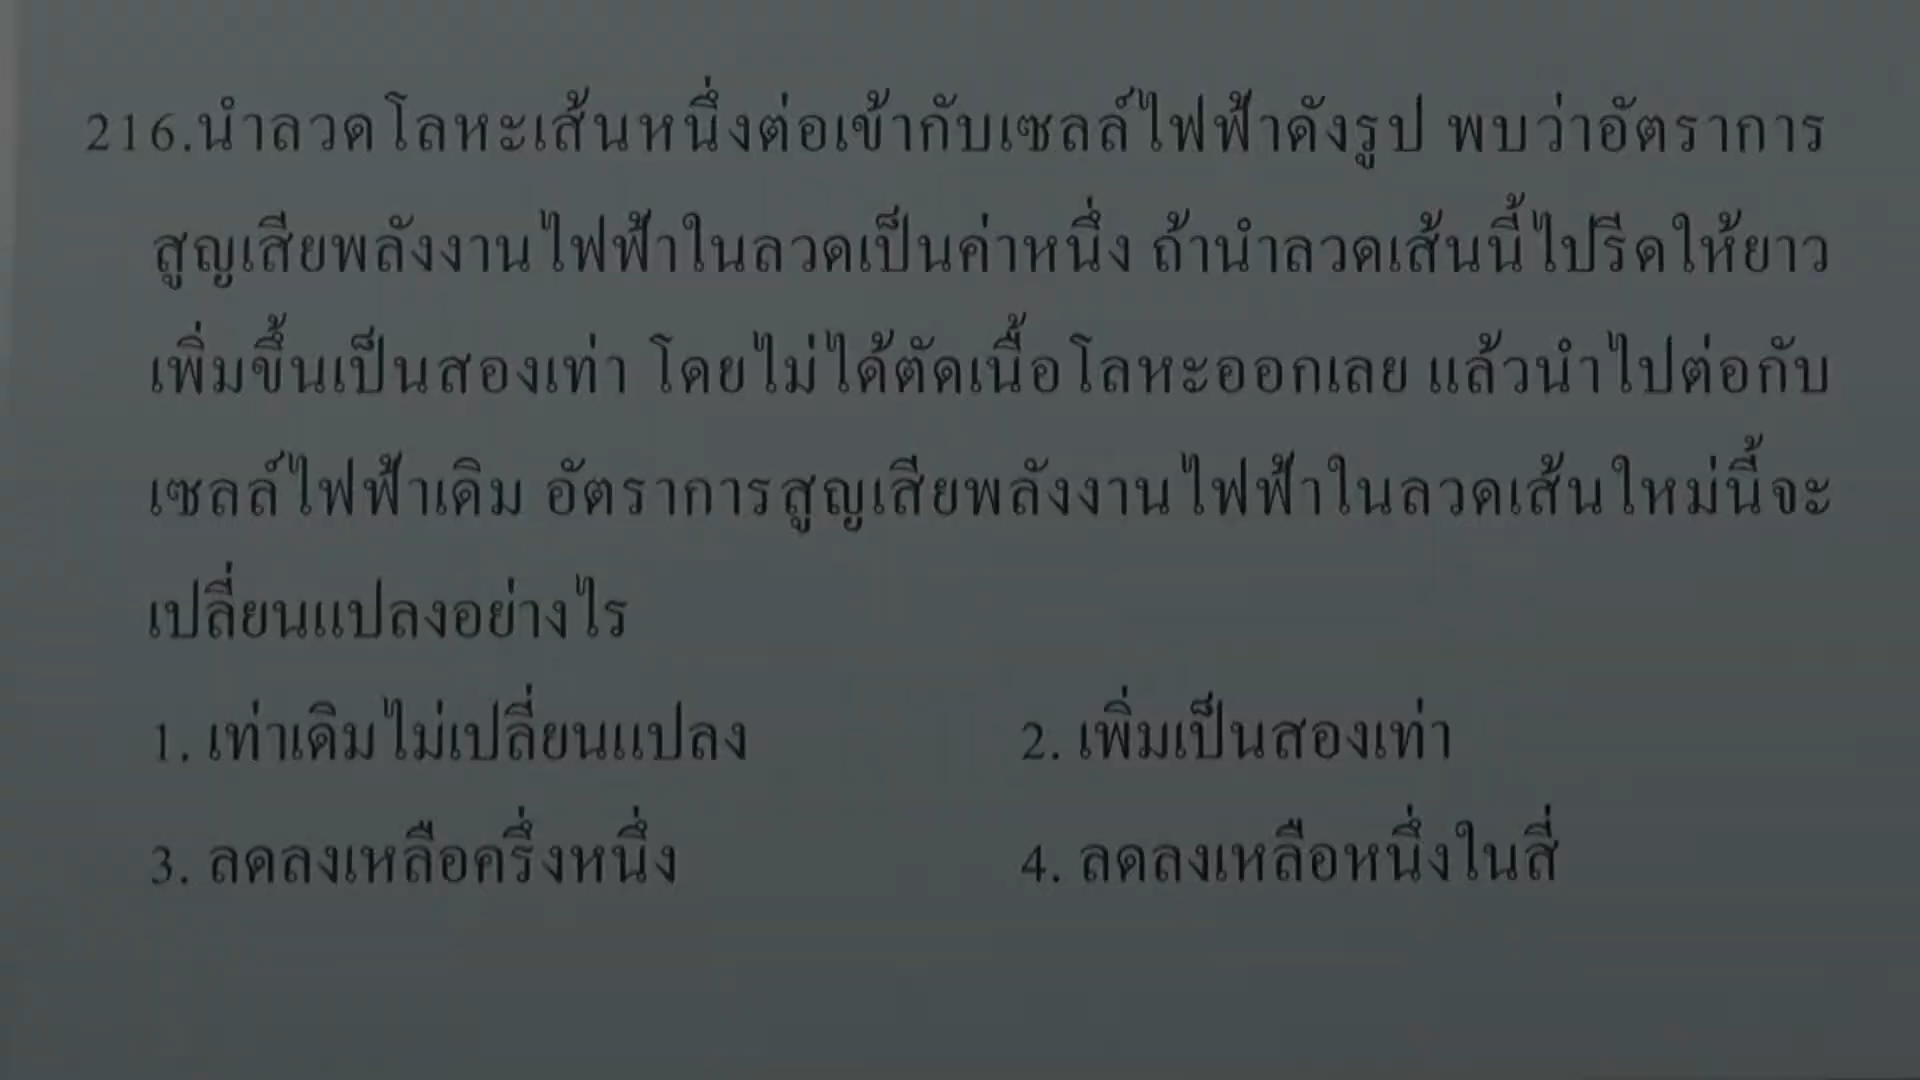 216.นำลวดโลหะเส้นหนึ่งต่อเข้ากับเซลล์ไฟฟ้าดังรูป พบว่าอัตราการ
สูญเสียพลังงานไฟฟ้าในลวดเป็นค่าหนึ่ง ถ้านำลวดเส้นนี้ไปรีดให้ยาว
เพิ่มขึ้นเป็นสองเท่า โดยไม่ได้ตัดเนื้อโลหะออกเลย แล้วนำไปต่อกับ
เซลล์ไฟฟ้าเดิม อัตราการสูญเสียพลังงานไฟฟ้าในลวดเส้นใหม่นี้จะ
เปลี่ยนแปลงอย่างไร
1. เท่าเดิมไม่เปลี่ยนแปลง 2. เพิ่มเป็นสองเท่า
3. ลดลงเหลือครึ่งหนึ่ง 4. ลดลงเหลือหนึ่งในสี่